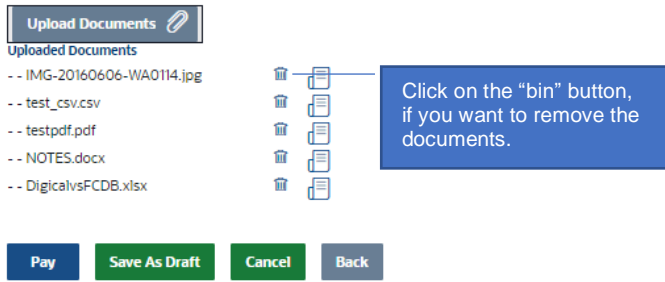 Upload Documents
Uploaded Documents
- - IMG-20160606-WA0114.jpg
- - test_csv.csv
- - testpdf.pdf
- - NOTES.docx
- - DigicalvsFCDB.xlsx
Click on the “bin” button,
if you want to remove the
documents.
Pay Save As Draft Cancel Back